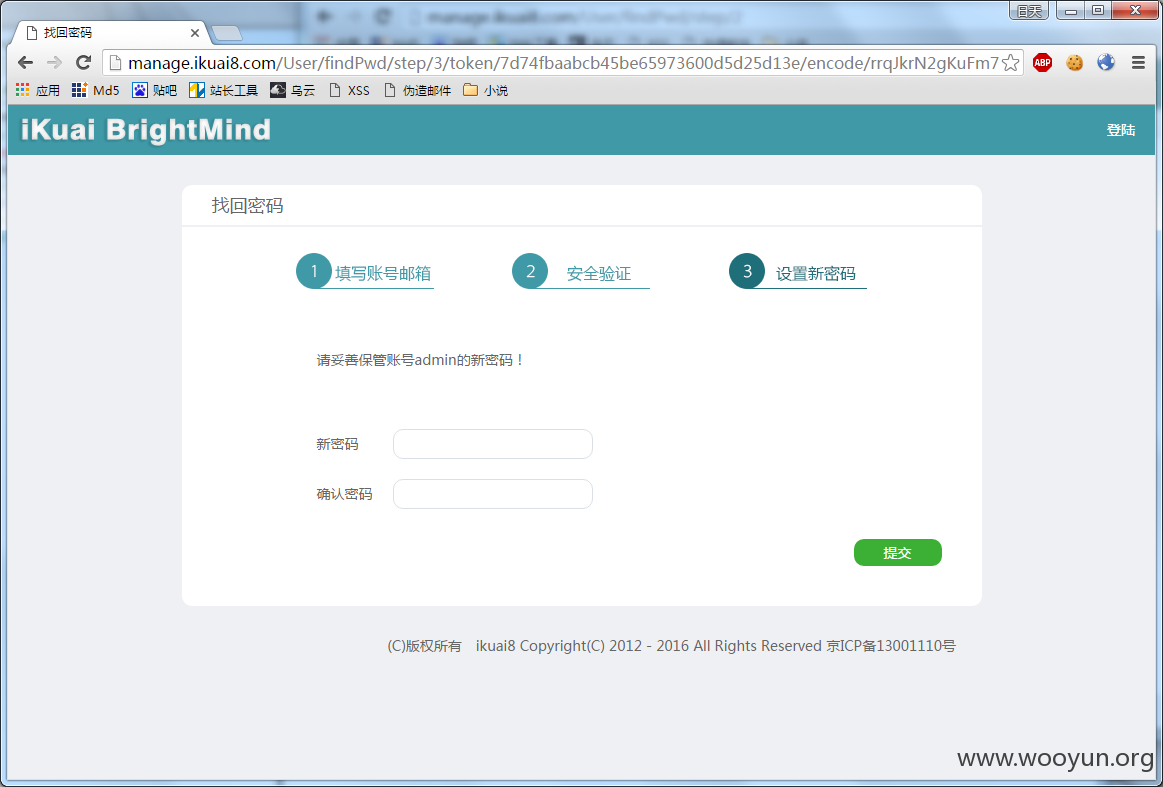 日天
找回密码
manage.ikuai8.com/User/findPwd/step/3/token/7d74fbaabcb45be65973600d5d25d13e/encode/rrqJkrN2gKuFm7
ABP
应用 Md5 贴吧 站长工具 乌云 XSS 伪造邮件 小说
iKuai BrightMind
登陆
找回密码
1 填写账号邮箱 2 安全验证 3 设置新密码
请妥善保管账号admin的新密码！
新密码
确认密码
提交
(C)版权所有 ikuai8 Copyright(C) 2012 - 2016 All Rights Reserved 京ICP备13001110号
www.wooyun.org